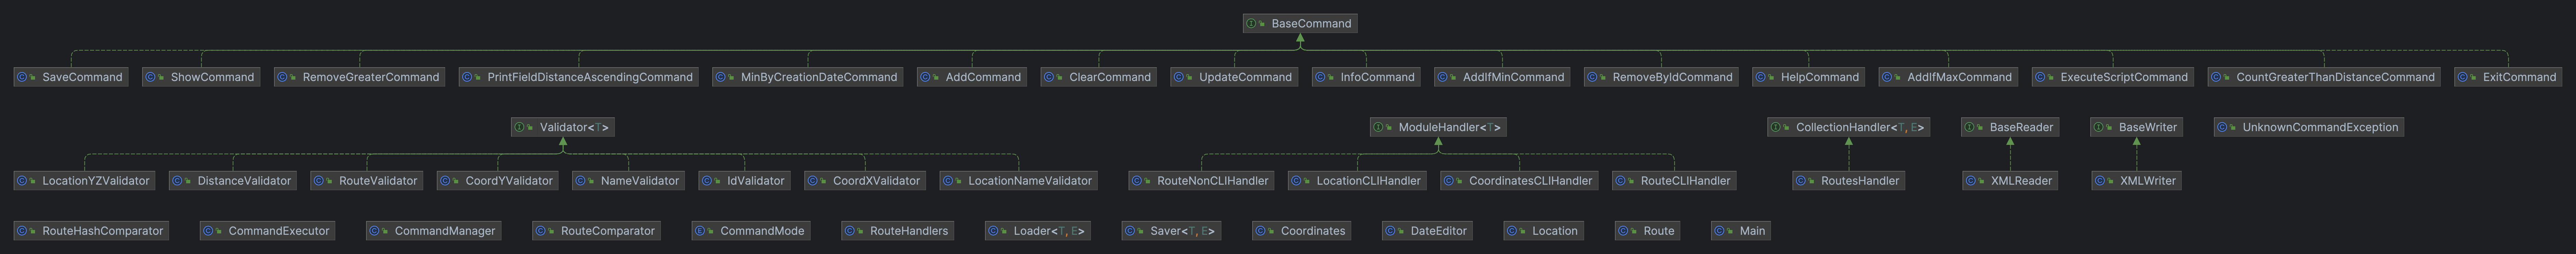 BaseCommand
SaveCommand ShowCommand RemoveGreaterCommand PrintFieldDistanceAscendingCommand MinByCreationDateCommand AddCommand ClearCommand UpdateCommand InfoCommand AddIfMinCommand RemoveByIdCommand HelpCommand AddIfMaxCommand ExecuteScriptCommand CountGreaterThanDistanceCommand ExitCommand
Validator<T> ModuleHandler<T> CollectionHandler<T, E> BaseReader BaseWriter UnknownCommandException
LocationYZValidator DistanceValidator RouteValidator CoordYValidator NameValidator IdValidator CoordXValidator LocationNameValidator RouteNonCLIHandler LocationCLIHandler CoordinatesCLIHandler RouteCLIHandler RoutesHandler XMLReader XMLWriter
RouteHashComparator CommandExecutor CommandManager RouteComparator CommandMode RouteHandlers Loader<T, E> Saver<T, E> Coordinates DateEditor Location Route Main